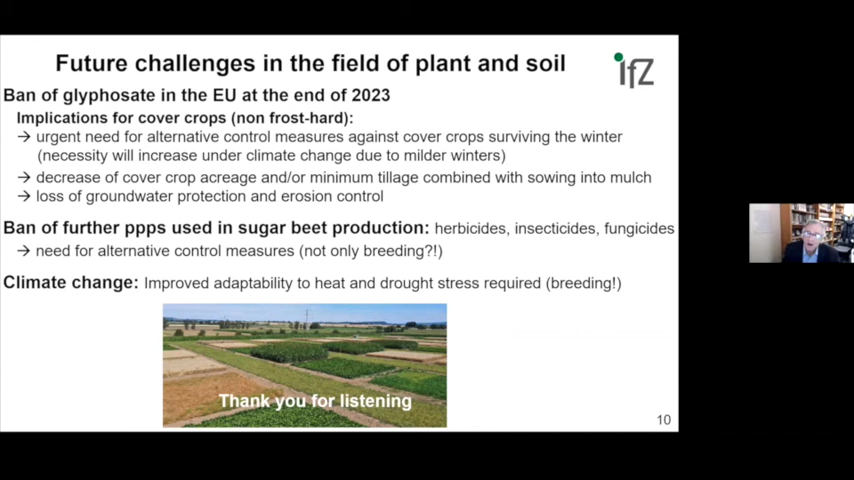 Future challenges in the field of plant and soil
IfZ
Ban of glyphosate in the EU at the end of 2023
Implications for cover crops (non frost-hard):
→ urgent need for alternative control measures against cover crops surviving the winter
(necessity will increase under climate change due to milder winters)
→ decrease of cover crop acreage and/or minimum tillage combined with sowing into mulch
→ loss of groundwater protection and erosion control
Ban of further ppps used in sugar beet production: herbicides, insecticides, fungicides
→ need for alternative control measures (not only breeding?!)
Climate change: Improved adaptability to heat and drought stress required (breeding!)
Thank you for listening
10